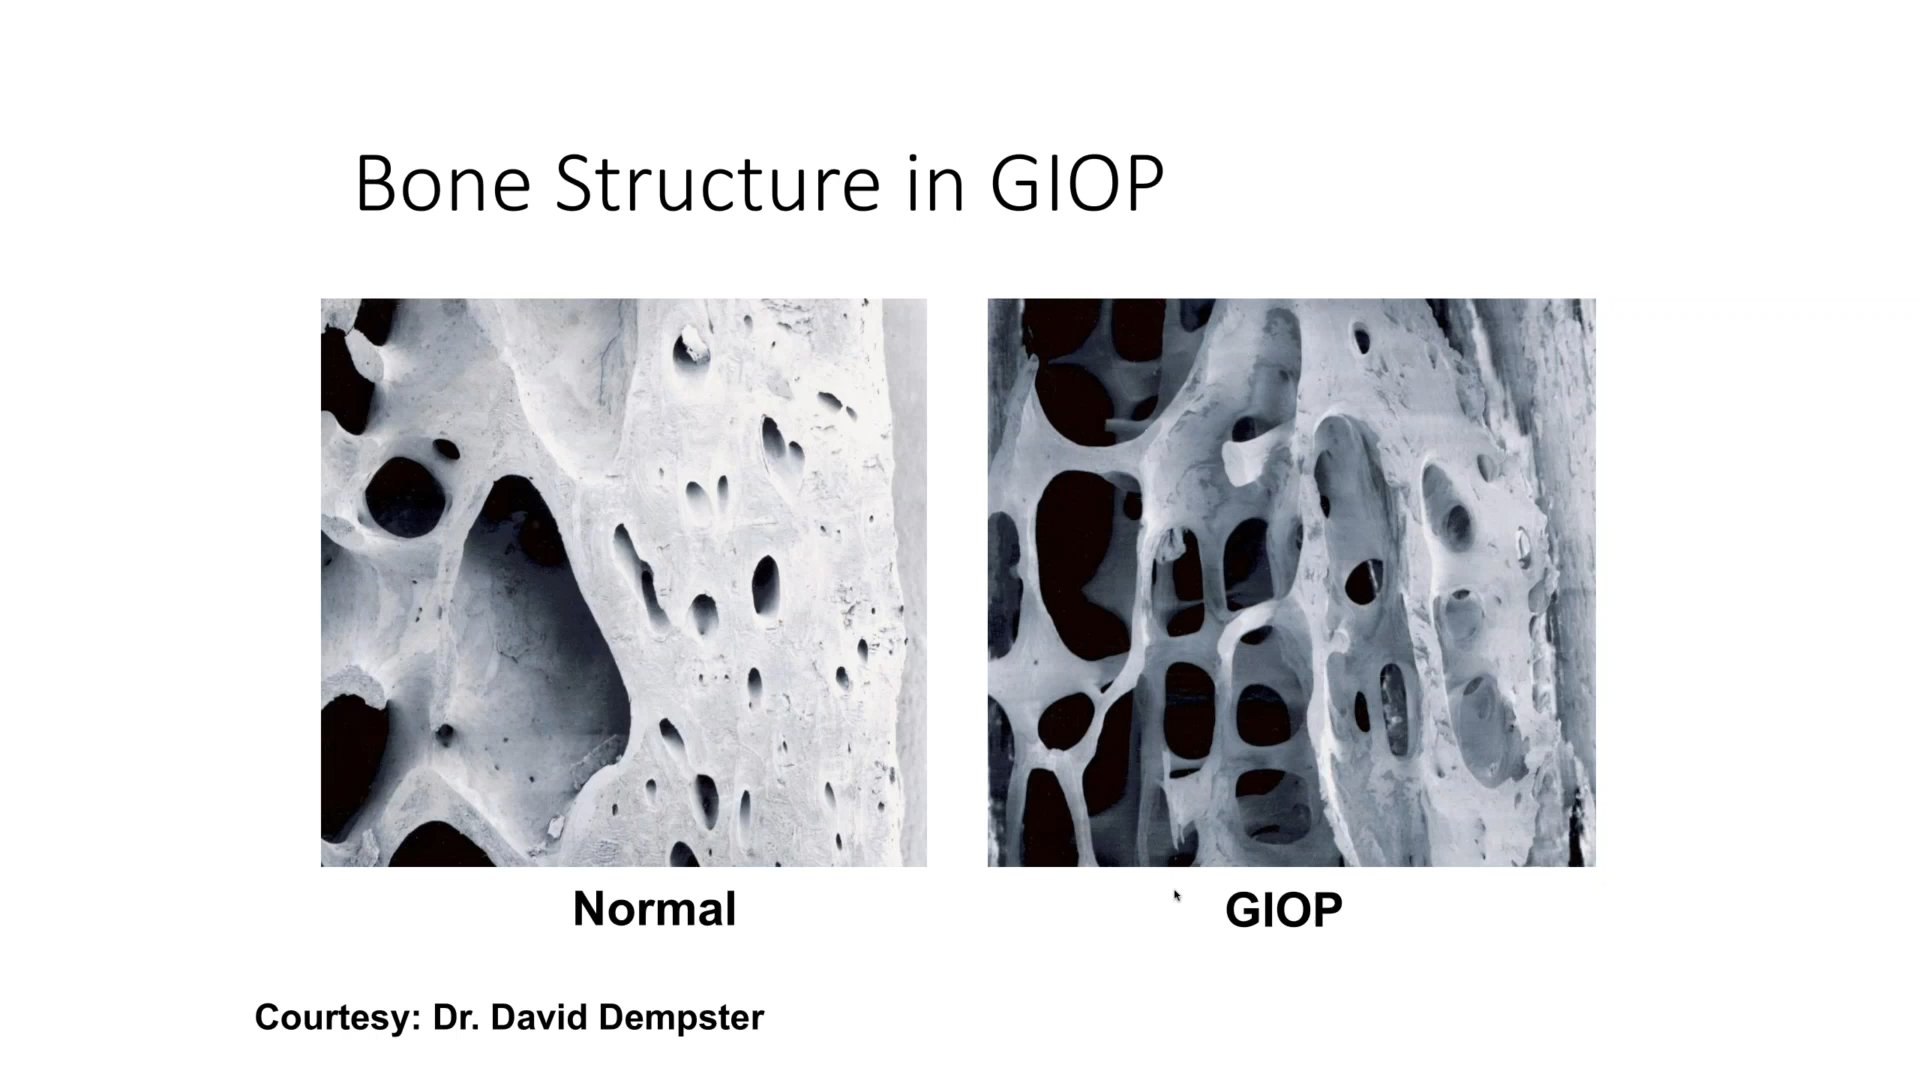 Bone Structure in GIOP
Normal
GIOP
Courtesy: Dr. David Dempster